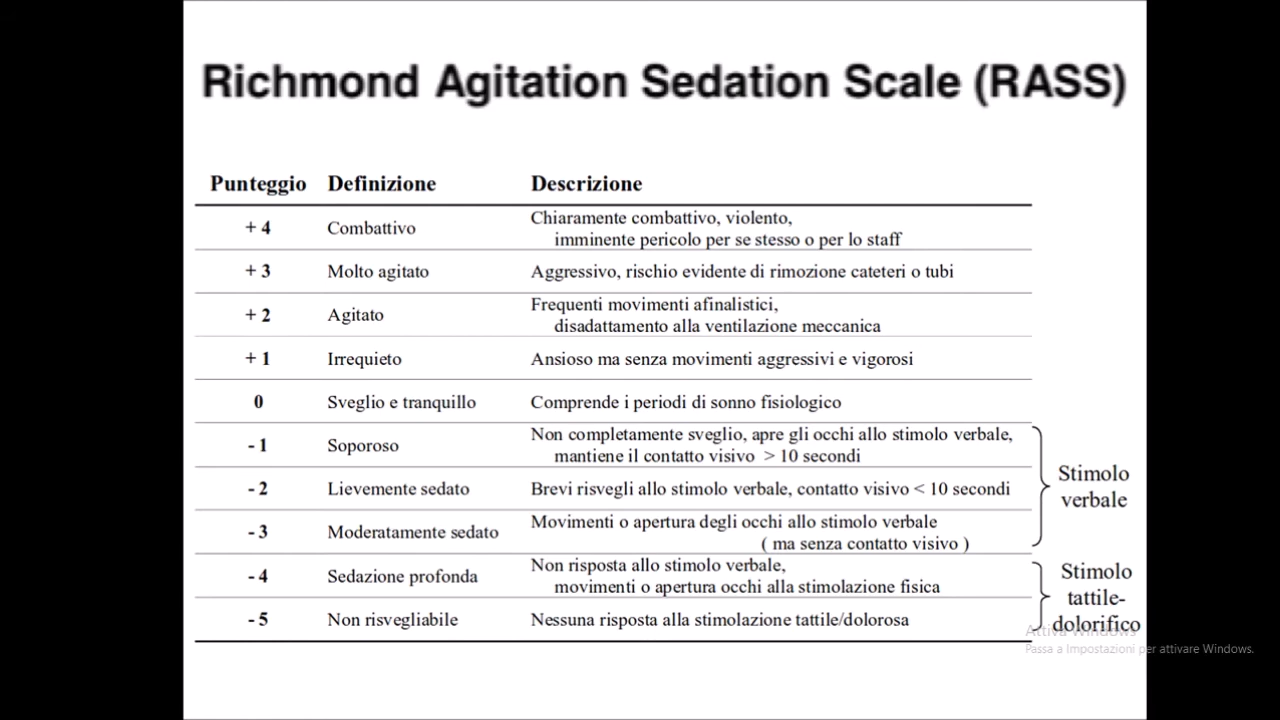 Richmond Agitation Sedation Scale (RASS)
Punteggio Definizione Descrizione
+ 4 Combattivo Chiaramente combattivo, violento,
imminente pericolo per se stesso o per lo staff
+ 3 Molto agitato Aggressivo, rischio evidente di rimozione cateteri o tubi
+ 2 Agitato Frequenti movimenti afinalistici,
disadattamento alla ventilazione meccanica
+ 1 Irrequieto Ansioso ma senza movimenti aggressivi e vigorosi
0 Sveglio e tranquillo Comprende i periodi di sonno fisiologico
- 1 Soporoso Non completamente sveglio, apre gli occhi allo stimolo verbale,
mantiene il contatto visivo > 10 secondi
- 2 Lievemente sedato Brevi risvegli allo stimolo verbale, contatto visivo < 10 secondi
- 3 Moderatamente sedato Movimenti o apertura degli occhi allo stimolo verbale
( ma senza contatto visivo )
Stimolo
verbale
- 4 Sedazione profonda Non risposta allo stimolo verbale,
movimenti o apertura occhi alla stimolazione fisica
- 5 Non risvegliabile Nessuna risposta alla stimolazione tattile/dolorosa
Stimolo
tattile-
dolorifico
Attiva Windows
Passa a Impostazioni per attivare Windows.